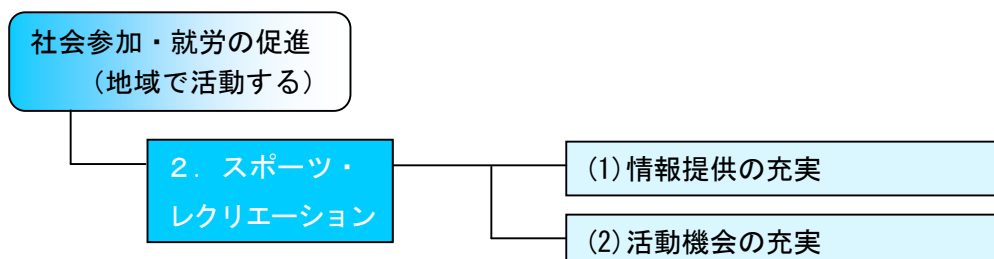 社会参加・就労の促進
（地域で活動する）
２．スポーツ・
レクリエーション
(1)情報提供の充実
(2)活動機会の充実